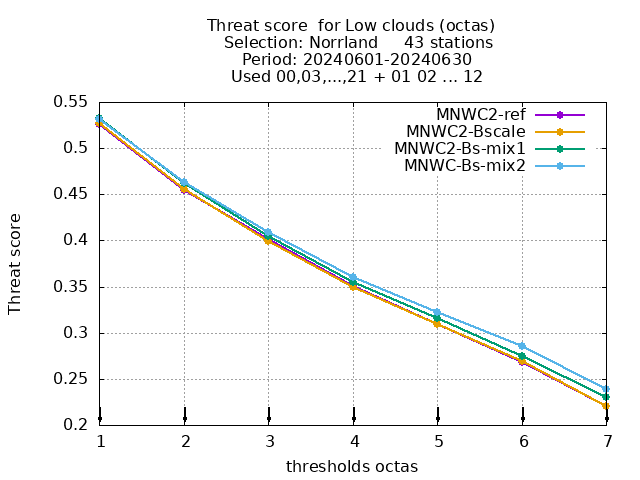 Threat score  for Low clouds (octas)
Selection: Norrland     43 stations
Period: 20240601-20240630
Used 00,03,...,21 + 01 02 ... 12
MNWC2-ref
MNWC2-Bscale
MNWC2-Bs-mix1
MNWC-Bs-mix2
Threat score
0.55
0.5
0.45
0.4
0.35
0.3
0.25
0.2
1 2 3 4 5 6 7
thresholds octas